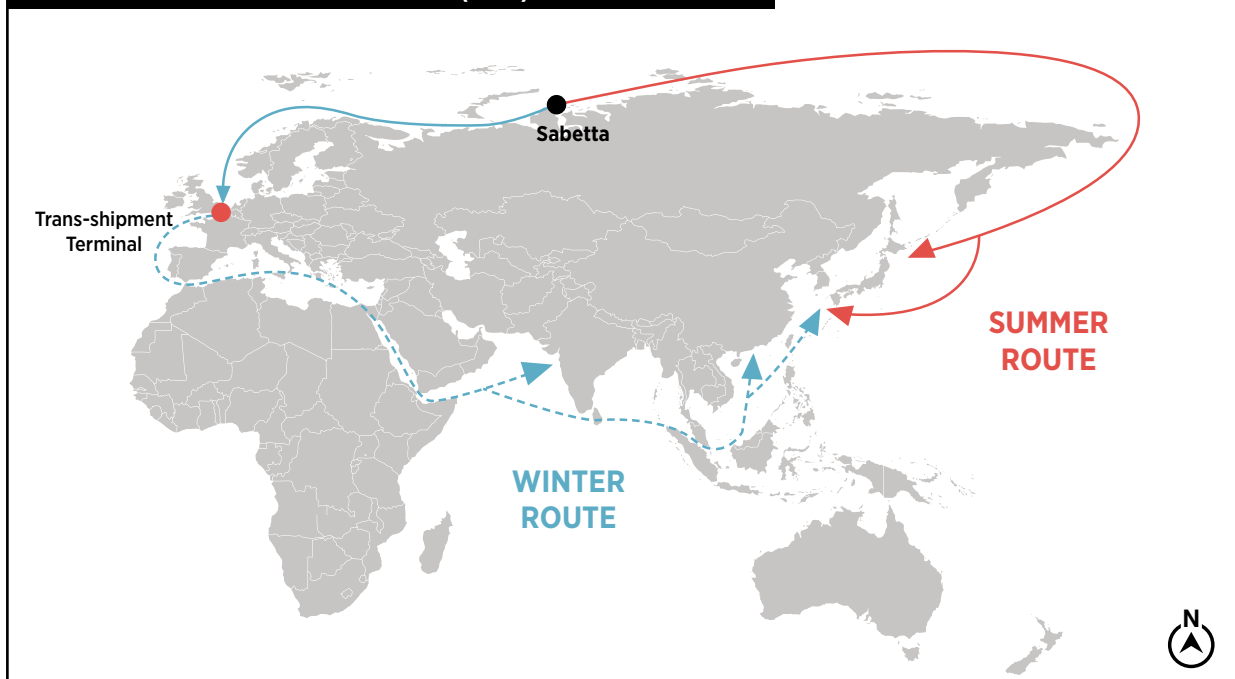 Sabetta
Trans-shipment
Terminal
SUMMER
ROUTE
WINTER
ROUTE
N